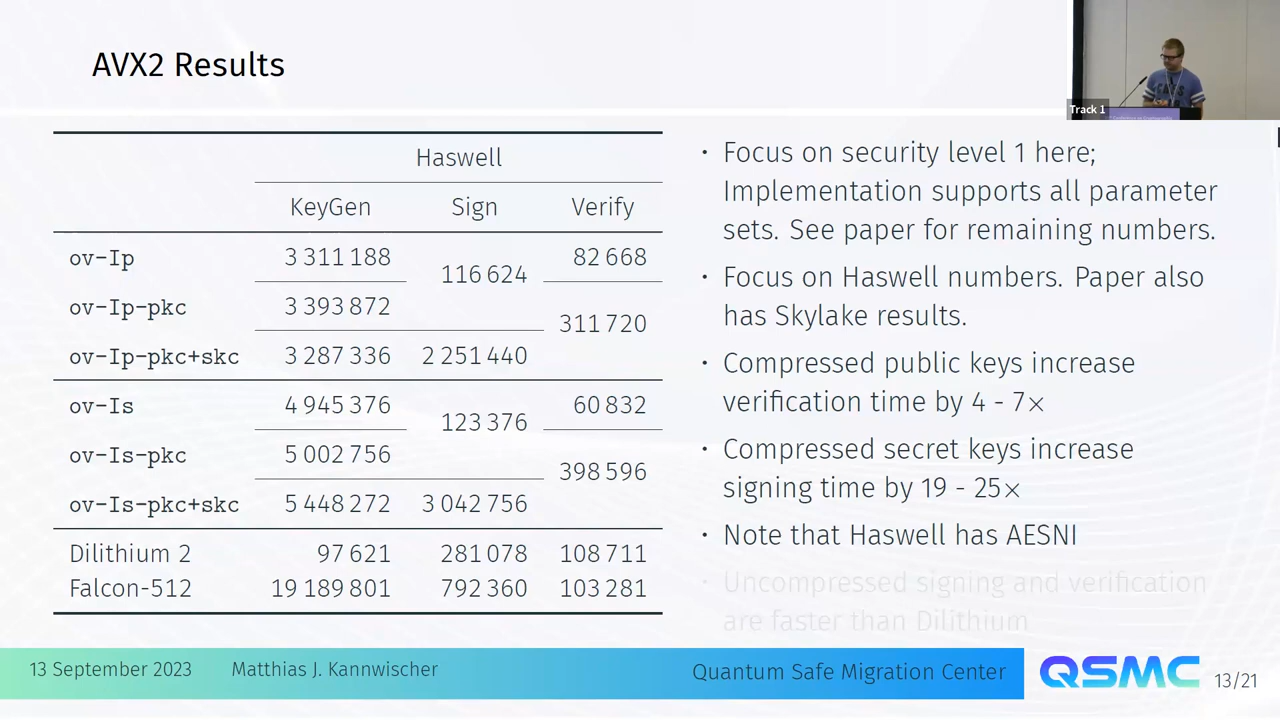 AVX2 Results
Track 1
Haswell
KeyGen Sign Verify
ov-Ip 3 311 188 116 624 82 668
ov-Ip-pkc 3 393 872 311 720
ov-Ip-pkc+skc 3 287 336 2 251 440
ov-Is 4 945 376 123 376 60 832
ov-Is-pkc 5 002 756 398 596
ov-Is-pkc+skc 5 448 272 3 042 756
Dilithium 2 97 621 281 078 108 711
Falcon-512 19 189 801 792 360 103 281
· Focus on security level 1 here;
Implementation supports all parameter
sets. See paper for remaining numbers.
· Focus on Haswell numbers. Paper also
has Skylake results.
· Compressed public keys increase
verification time by 4 - 7×
· Compressed secret keys increase
signing time by 19 - 25×
· Note that Haswell has AESNI
· Uncompressed signing and verification
are faster than Dilithium
13 September 2023 Matthias J. Kannwischer Quantum Safe Migration Center QSMC 13/21